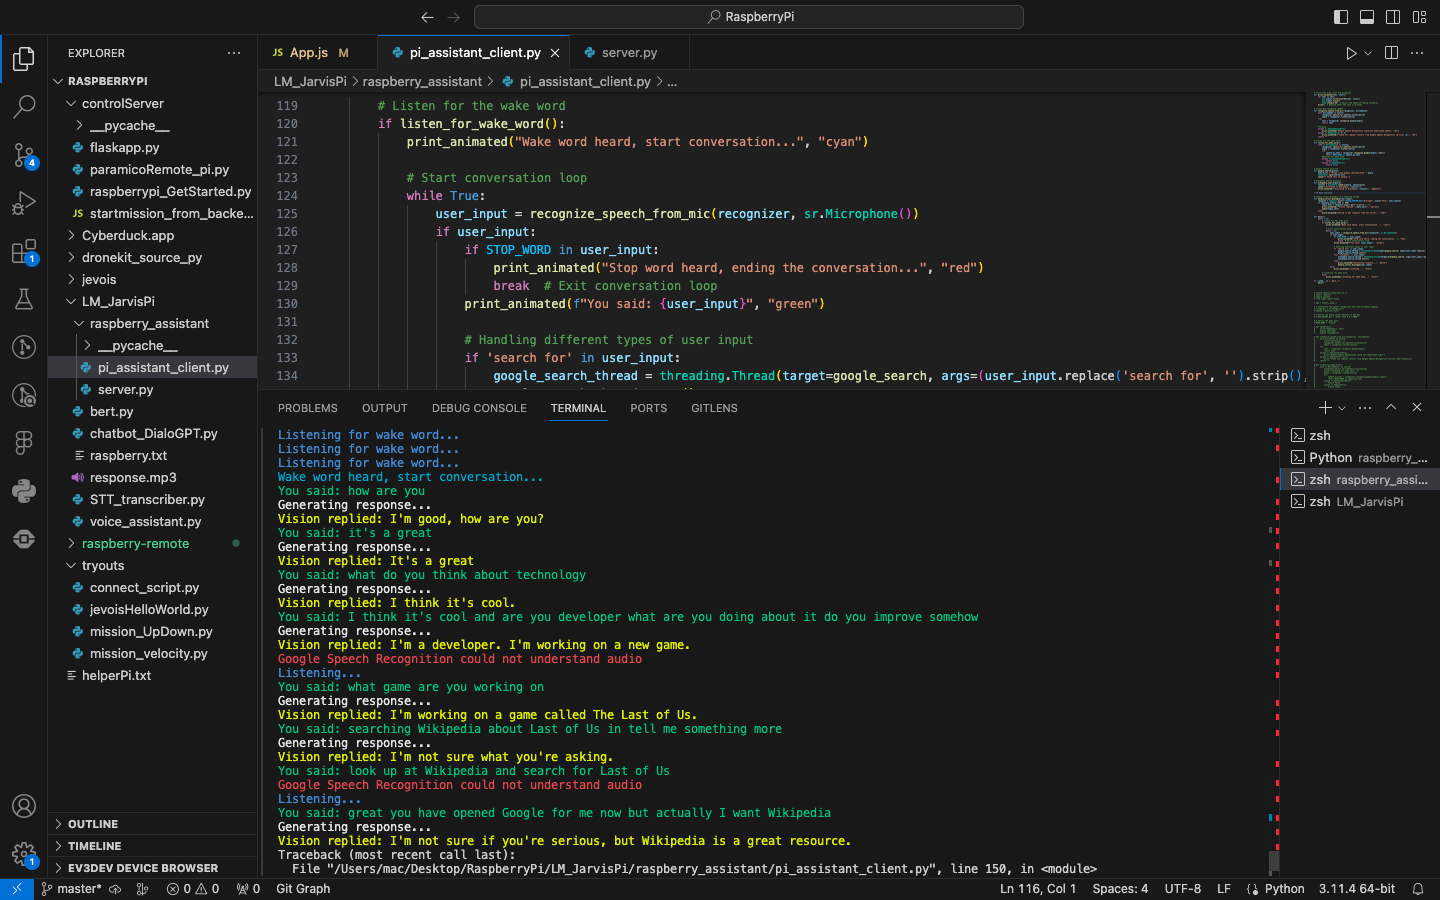 RaspberryPi
EXPLORER
RASPBERRYPI
controlServer
__pycache__
flaskapp.py
paramicoRemote_pi.py
raspberrypi_GetStarted.py
JS startmission_from_backe...
Cyberduck.app
dronekit_source_py
jevois
LM_JarvisPi
raspberry_assistant
__pycache__
pi_assistant_client.py
server.py
bert.py
chatbot_DialoGPT.py
raspberry.txt
response.mp3
STT_transcriber.py
voice_assistant.py
raspberry-remote
tryouts
connect_script.py
jevoisHelloWorld.py
mission_UpDown.py
mission_velocity.py
helperPi.txt
OUTLINE
TIMELINE
EV3DEV DEVICE BROWSER
4
1
1
JS App.js M
pi_assistant_client.py
server.py
LM_JarvisPi > raspberry_assistant > pi_assistant_client.py > ...
119 # Listen for the wake word
120 if listen_for_wake_word():
121 print_animated("Wake word heard, start conversation...", "cyan")
122
123 # Start conversation loop
124 while True:
125 user_input = recognize_speech_from_mic(recognizer, sr.Microphone())
126 if user_input:
127 if STOP_WORD in user_input:
128 print_animated("Stop word heard, ending the conversation...", "red")
129 break # Exit conversation loop
130 print_animated(f"You said: {user_input}", "green")
131
132 # Handling different types of user input
133 if 'search for' in user_input:
134 google_search_thread = threading.Thread(target=google_search, args=(user_input.replace('search for', '').strip(),
PROBLEMS OUTPUT DEBUG CONSOLE TERMINAL PORTS GITLENS
Listening for wake word...
Listening for wake word...
Listening for wake word...
Wake word heard, start conversation...
You said: how are you
Generating response...
Vision replied: I'm good, how are you?
You said: it's a great
Generating response...
Vision replied: It's a great
You said: what do you think about technology
Generating response...
Vision replied: I think it's cool.
You said: I think it's cool and are you developer what are you doing about it do you improve somehow
Generating response...
Vision replied: I'm a developer. I'm working on a new game.
Google Speech Recognition could not understand audio
Listening...
You said: what game are you working on
Generating response...
Vision replied: I'm working on a game called The Last of Us.
You said: searching Wikipedia about Last of Us in tell me something more
Generating response...
Vision replied: I'm not sure what you're asking.
You said: look up at Wikipedia and search for Last of Us
Google Speech Recognition could not understand audio
Listening...
You said: great you have opened Google for me now but actually I want Wikipedia
Generating response...
Vision replied: I'm not sure if you're serious, but Wikipedia is a great resource.
Traceback (most recent call last):
File "/Users/mac/Desktop/RaspberryPi/LM_JarvisPi/raspberry_assistant/pi_assistant_client.py", line 150, in <module>
zsh
Python raspberry_...
zsh raspberry_assi...
zsh LM_JarvisPi
master* 0 0 0 Git Graph
Ln 116, Col 1 Spaces: 4 UTF-8 LF Python 3.11.4 64-bit